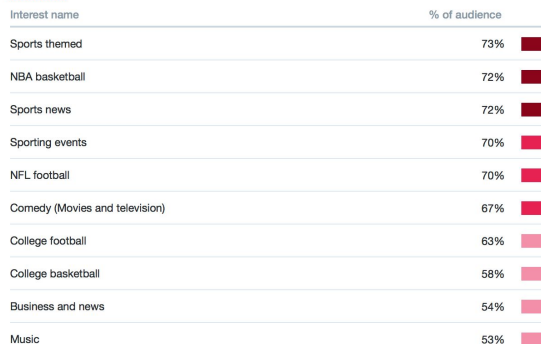 Interest name % of audience
Sports themed 73%
NBA basketball 72%
Sports news 72%
Sporting events 70%
NFL football 70%
Comedy (Movies and television) 67%
College football 63%
College basketball 58%
Business and news 54%
Music 53%